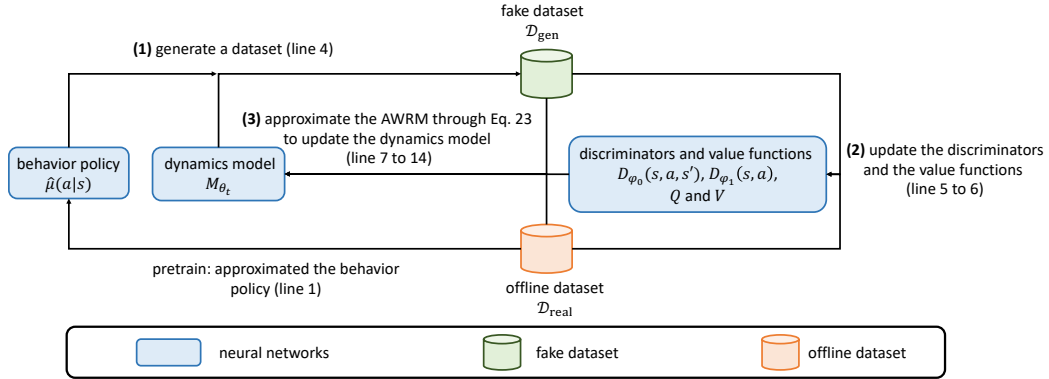 fake dataset
𝒟gen
(1) generate a dataset (line 4)
(3) approximate the AWRM through Eq. 23
to update the dynamics model
(line 7 to 14)
behavior policy
μ̂(a|s)
dynamics model
M_θ_t
discriminators and value functions
D_φ₀(s, a, s′), D_φ₁(s, a),
Q and V
(2) update the discriminators
and the value functions
(line 5 to 6)
pretrain: approximated the behavior
policy (line 1)
offline dataset
𝒟real
neural networks
fake dataset
offline dataset